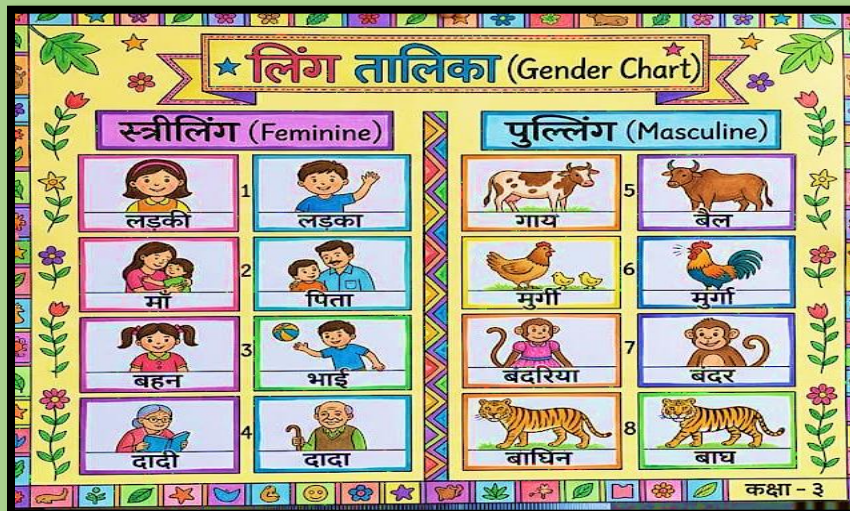 लिंग तालिका (Gender Chart)
स्त्रीलिंग (Feminine)
पुल्लिंग (Masculine)
लड़की 1 लड़का
माँ 2 पिता
बहन 3 भाई
दादी 4 दादा
गाय 5 बैल
मुर्गी 6 मुर्गा
बंदरिया 7 बंदर
बाघिन 8 बाघ
कक्षा - ३